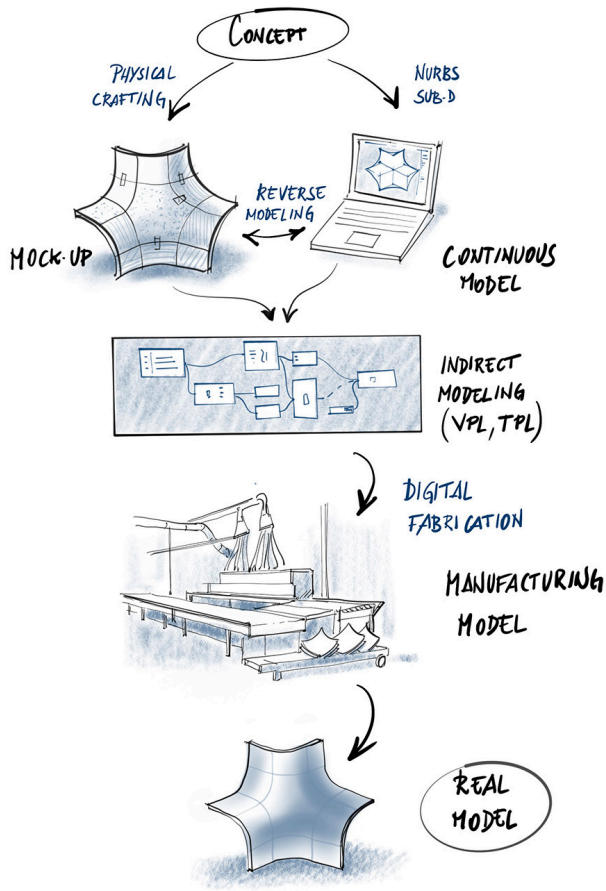 CONCEPT
PHYSICAL
CRAFTING
NURBS
SUB-D
REVERSE
MODELING
MOCK-UP
CONTINUOUS
MODEL
INDIRECT
MODELING
(VPL, TPL)
DIGITAL
FABRICATION
MANUFACTURING
MODEL
REAL
MODEL